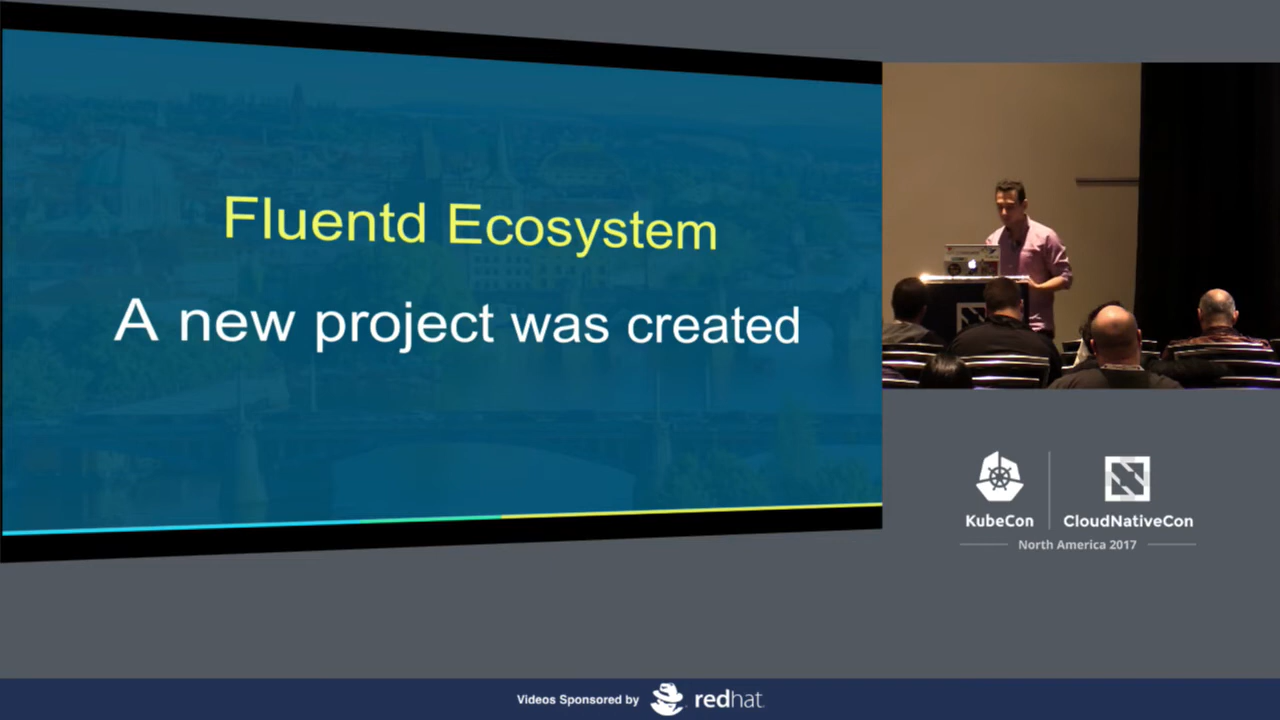 Fluentd Ecosystem
A new project was created
KubeCon
CloudNativeCon
North America 2017
Videos Sponsored by
redhat.